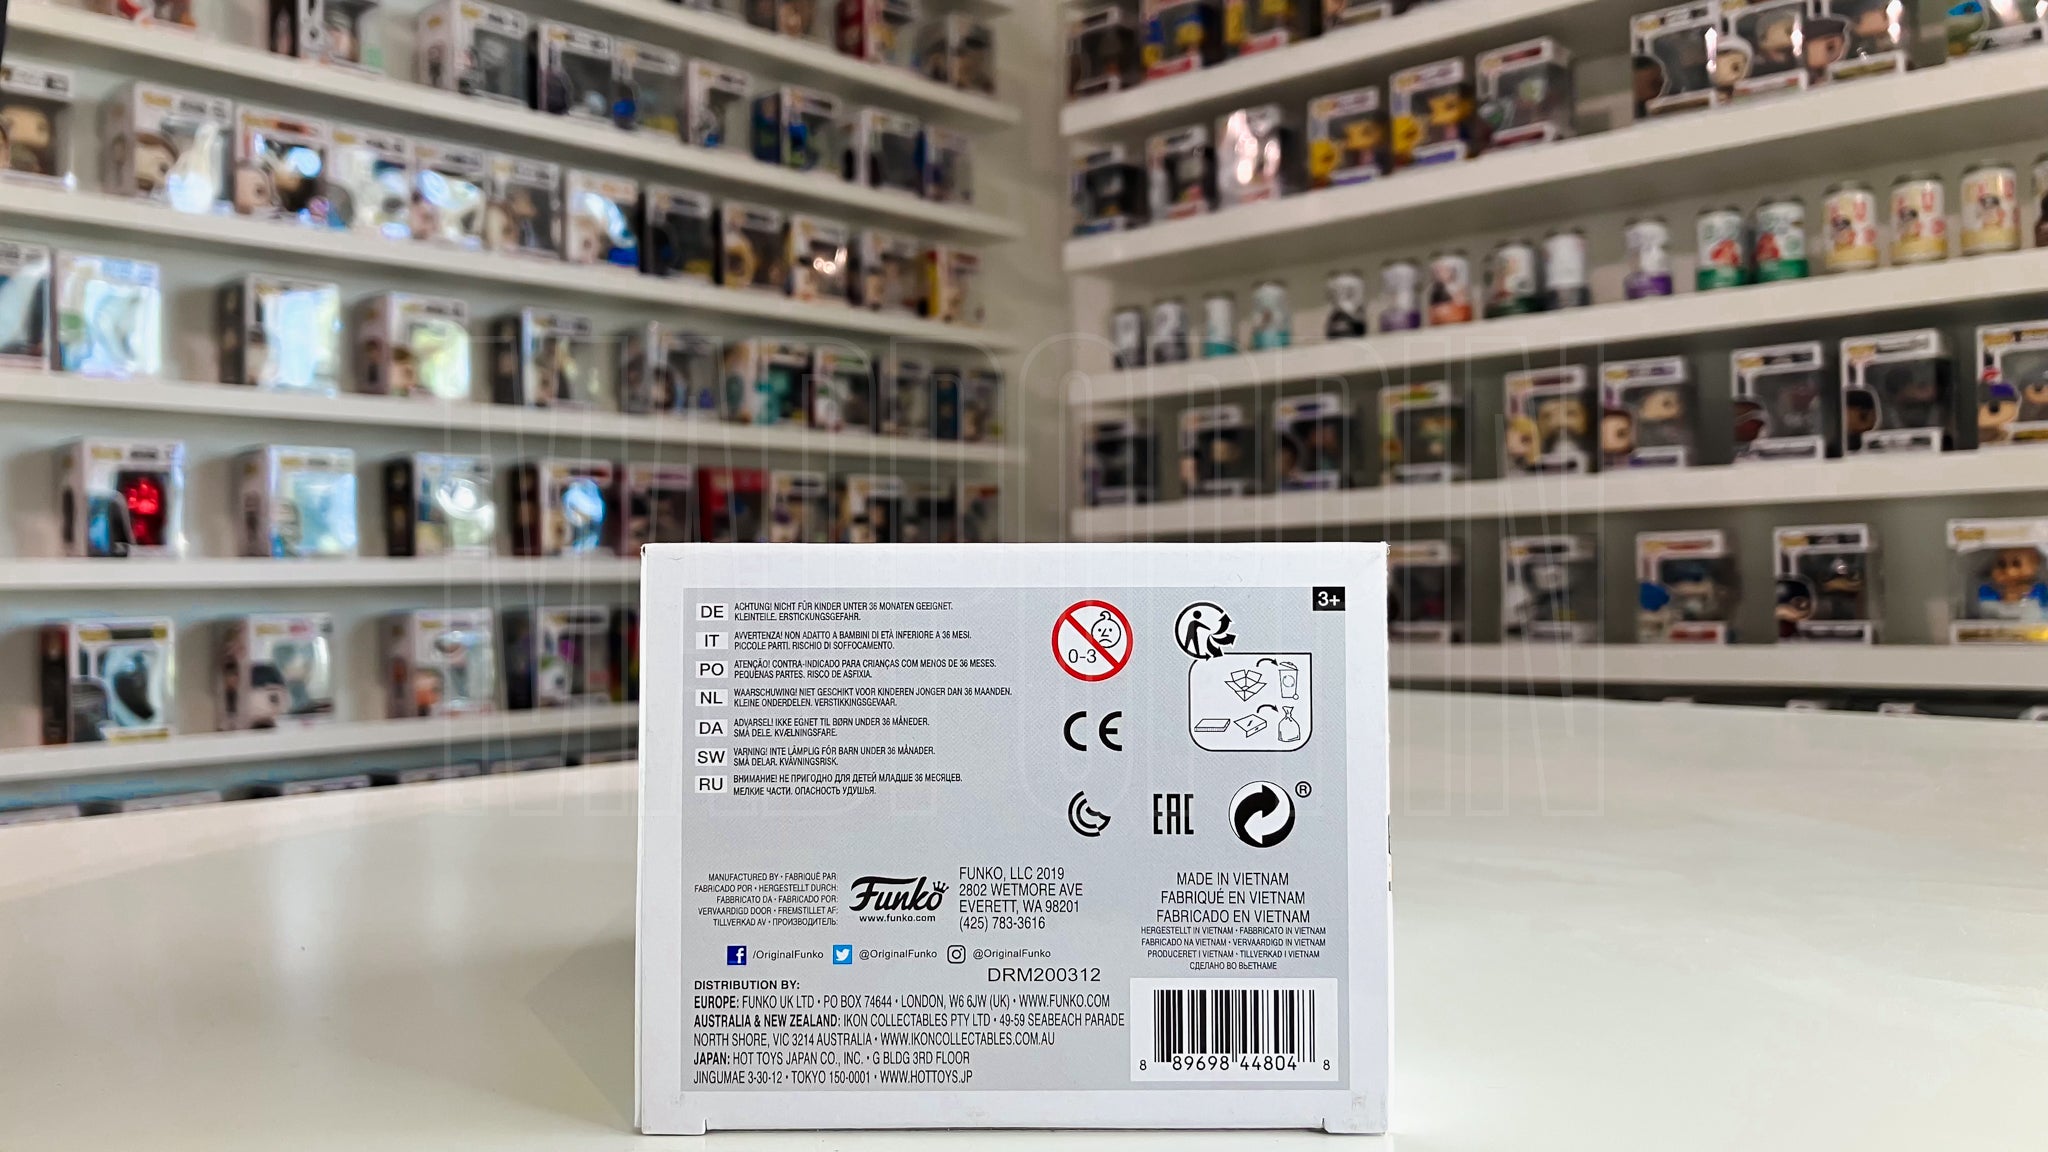 MARIOPPIN
3+
DE ACHTUNG! NICHT FÜR KINDER UNTER 36 MONATEN GEEIGNET.
KLEINTEILE. ERSTICKUNGSGEFAHR.
IT AVVERTENZA! NON ADATTO A BAMBINI DI ETÀ INFERIORE A 36 MESI.
PICCOLE PARTI. RISCHIO DI SOFFOCAMENTO.
PO ATENÇÃO! CONTRA-INDICADO PARA CRIANÇAS COM MENOS DE 36 MESES.
PEQUENAS PARTES. RISCO DE ASFIXIA.
NL WAARSCHUWING! NIET GESCHIKT VOOR KINDEREN JONGER DAN 36 MAANDEN.
KLEINE ONDERDELEN. VERSTIKKINGSGEVAAR.
DA ADVARSEL! IKKE EGNET TIL BØRN UNDER 36 MÅNEDER.
SMÅ DELE. KVÆLNINGSFARE.
SW VARNING! INTE LÄMPLIG FÖR BARN UNDER 36 MÅNADER.
SMÅ DELAR. KVÄVNINGSRISK.
RU ВНИМАНИЕ! НЕ ПРИГОДНО ДЛЯ ДЕТЕЙ МЛАДШЕ 36 МЕСЯЦЕВ.
МЕЛКИЕ ЧАСТИ. ОПАСНОСТЬ УДУШЬЯ.
0-3
CE
EAC
®
MANUFACTURED BY • FABRIQUÉ PAR
FABRICADO POR • HERGESTELLT DURCH:
FABBRICATO DA • FABRICADO POR:
VERVAARDIGD DOOR • FREMSTILLET AF:
TILLVERKAD AV • ПРОИЗВОДИТЕЛЬ:
Funko
www.funko.com
FUNKO, LLC 2019
2802 WETMORE AVE
EVERETT, WA 98201
(425) 783-3616
MADE IN VIETNAM
FABRIQUÉ EN VIETNAM
FABRICADO EN VIETNAM
HERGESTELLT IN VIETNAM • FABBRICATO IN VIETNAM
FABRICADO NA VIETNAM • VERVAARDIGD IN VIETNAM
PRODUCERET I VIETNAM • TILLVERKAD I VIETNAM
СДЕЛАНО ВО ВЬЕТНАМЕ
/OriginalFunko @OriginalFunko @OriginalFunko
DRM200312
DISTRIBUTION BY:
EUROPE: FUNKO UK LTD • PO BOX 74644 • LONDON, W6 6JW (UK) • WWW.FUNKO.COM
AUSTRALIA & NEW ZEALAND: IKON COLLECTABLES PTY LTD • 49-59 SEABEACH PARADE
NORTH SHORE, VIC 3214 AUSTRALIA • WWW.IKONCOLLECTABLES.COM.AU
JAPAN: HOT TOYS JAPAN CO., INC. • G BLDG 3RD FLOOR
JINGUMAE 3-30-12 • TOKYO 150-0001 • WWW.HOTTOYS.JP
8 89698 44804 8